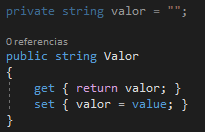 private string valor = "";
0 referencias
public string Valor
{
get { return valor; }
set { valor = value; }
}